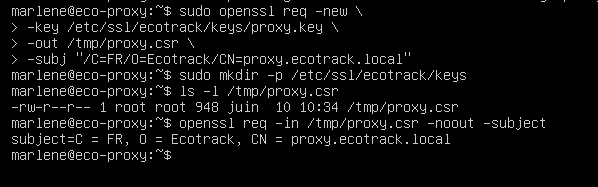 marlene@eco-proxy:~$ sudo openssl req -new \
> -key /etc/ssl/ecotrack/keys/proxy.key \
> -out /tmp/proxy.csr \
> -subj "/C=FR/O=Ecotrack/CN=proxy.ecotrack.local"
marlene@eco-proxy:~$ sudo mkdir -p /etc/ssl/ecotrack/keys
marlene@eco-proxy:~$ ls -l /tmp/proxy.csr
-rw-r--r-- 1 root root 948 juin  10 10:34 /tmp/proxy.csr
marlene@eco-proxy:~$ openssl req -in /tmp/proxy.csr -noout -subject
subject=C = FR, O = Ecotrack, CN = proxy.ecotrack.local
marlene@eco-proxy:~$